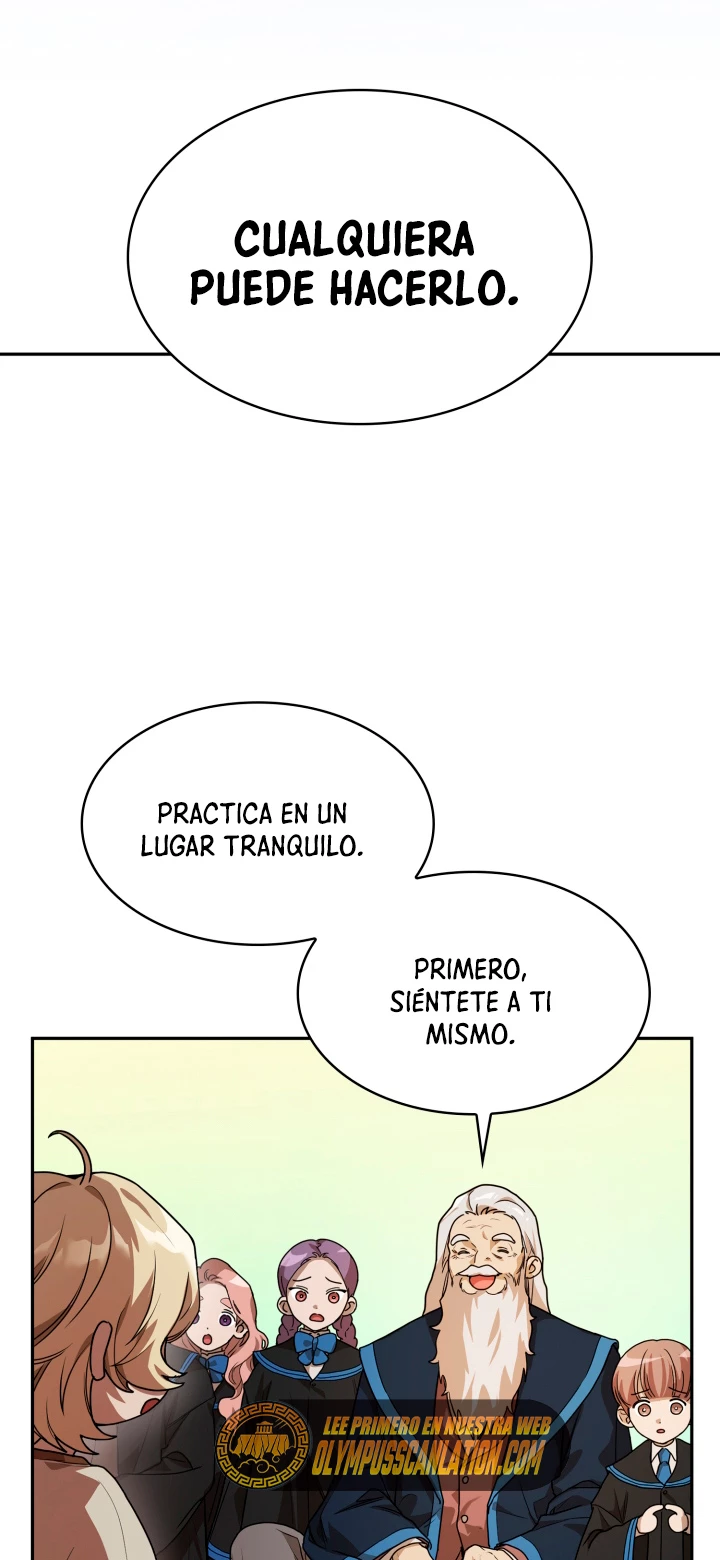 CUALQUIERA
PUEDE HACERLO.
PRACTICA EN UN
LUGAR TRANQUILO.
PRIMERO,
SIÉNTETE A TI
MISMO.
LEE PRIMERO EN NUESTRA WEB
OLYMPUSSCANLATION.COM